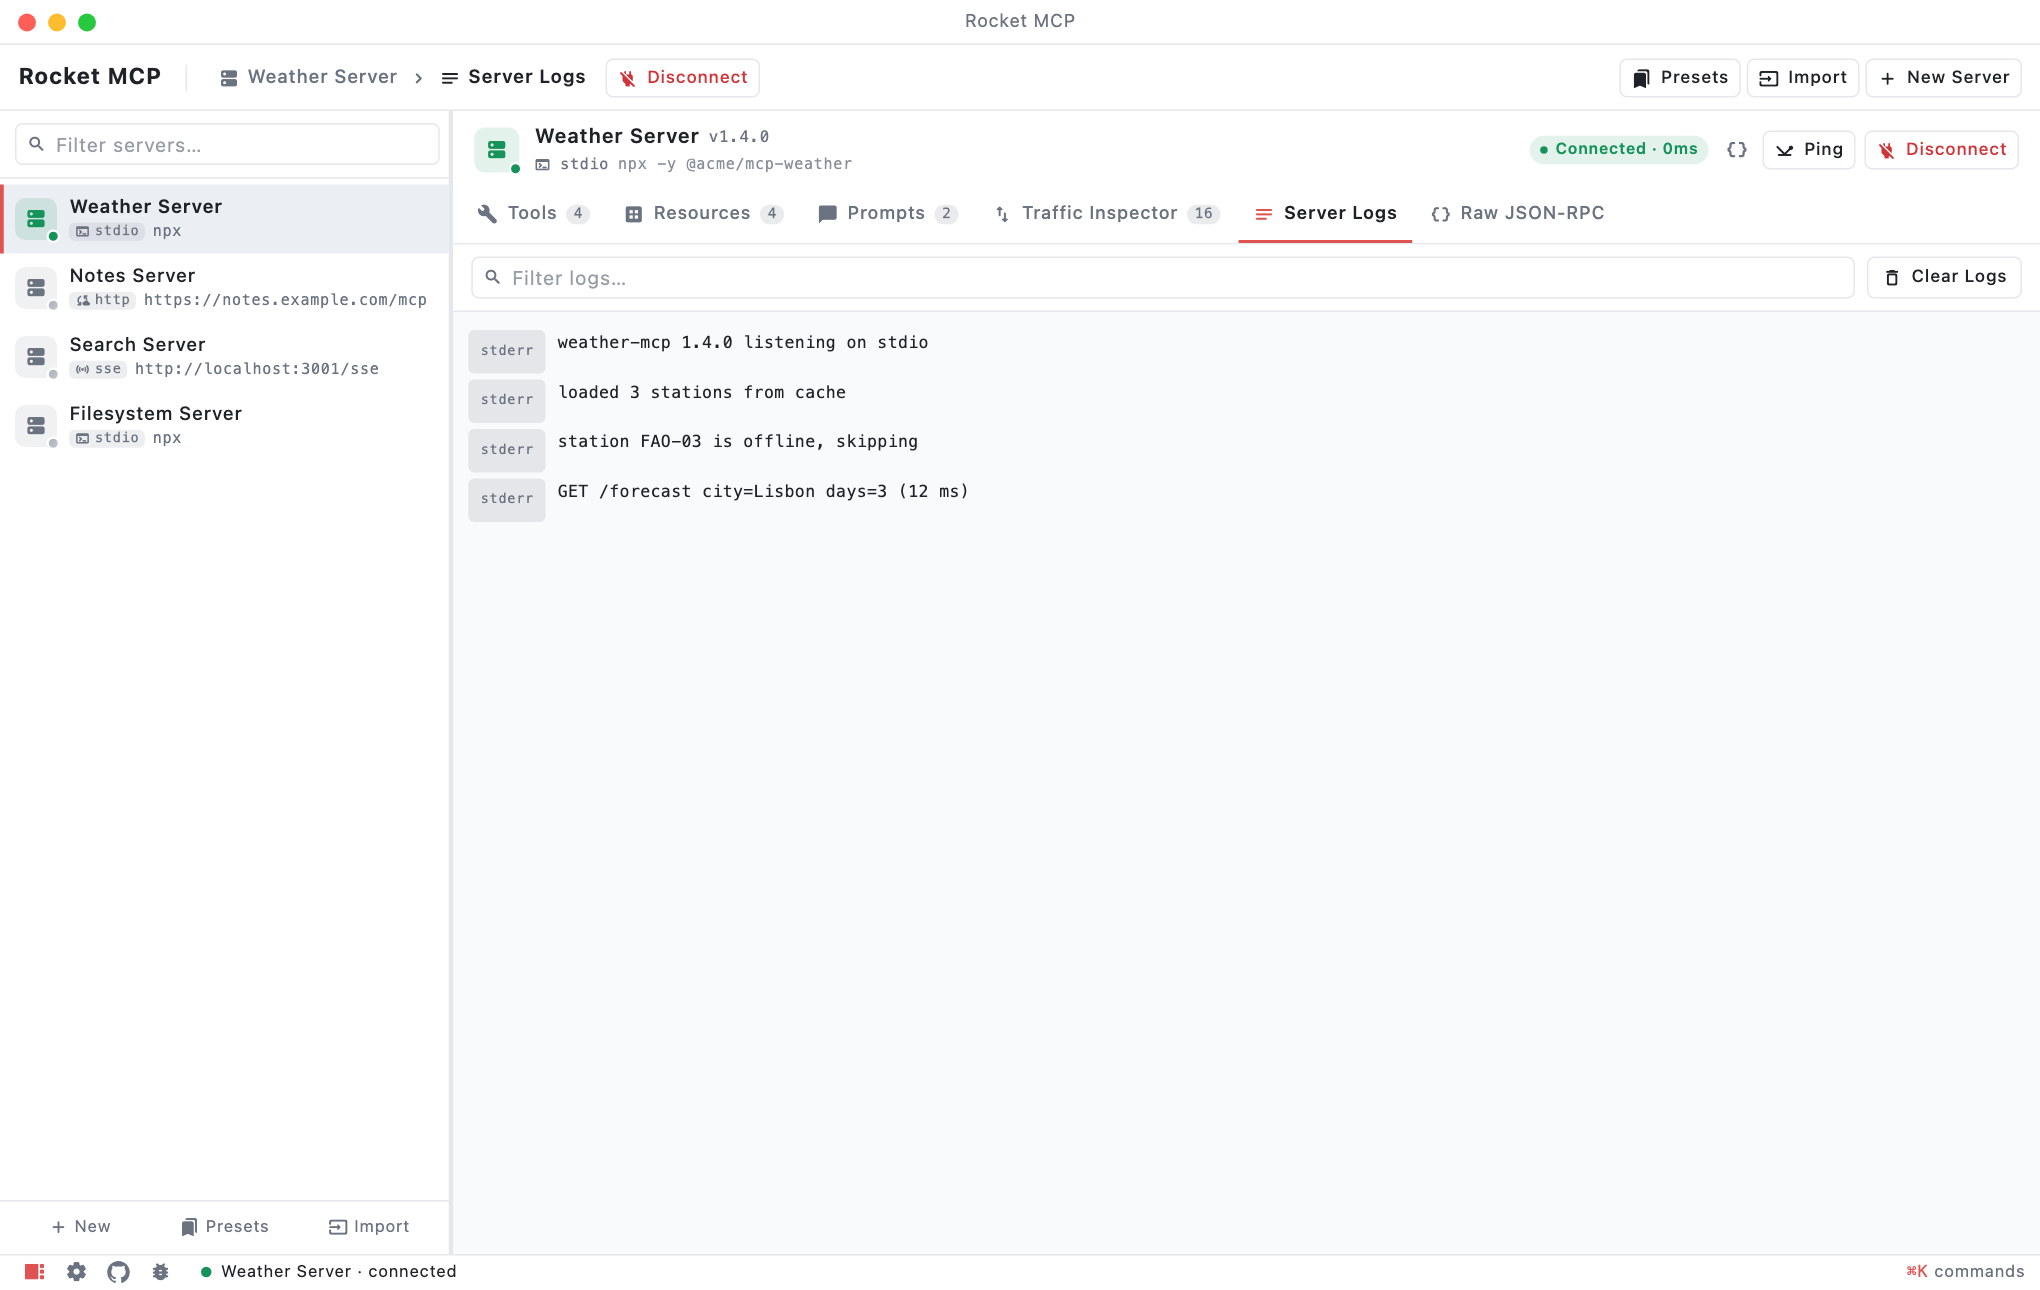 Rocket MCP
Rocket MCP
Weather Server › Server Logs
Disconnect
Presets
Import
+ New Server
Filter servers...
Weather Server
stdio npx
Notes Server
http https://notes.example.com/mcp
Search Server
sse http://localhost:3001/sse
Filesystem Server
stdio npx
+ New
Presets
Import
Weather Server v1.4.0
stdio npx -y @acme/mcp-weather
Connected · 0ms
{}
Ping
Disconnect
Tools 4
Resources 4
Prompts 2
Traffic Inspector 16
Server Logs
{} Raw JSON-RPC
Filter logs...
Clear Logs
stderr weather-mcp 1.4.0 listening on stdio
stderr loaded 3 stations from cache
stderr station FAO-03 is offline, skipping
stderr GET /forecast city=Lisbon days=3 (12 ms)
Weather Server · connected
⌘K commands